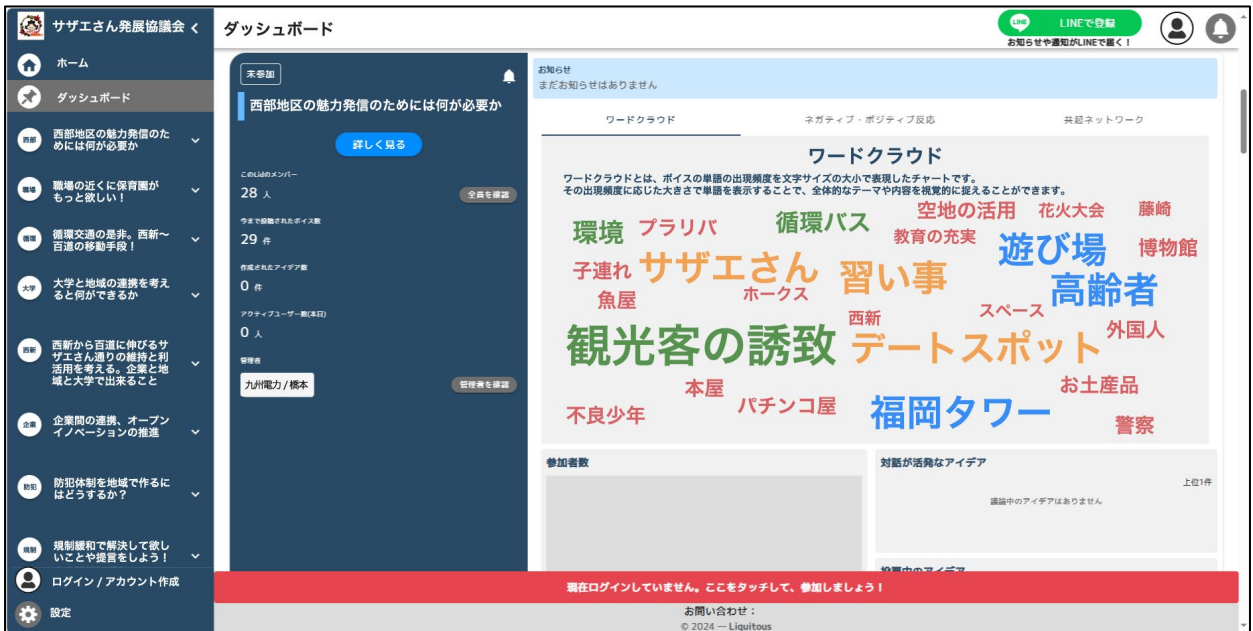 サザエさん発展協議会
ホーム
ダッシュボード
西部
西部地区の魅力発信のた
めには何が必要か
職場
職場の近くに保育園が
もっと欲しい！
循環
循環交通の是非。西新〜
百道の移動手段！
大学
大学と地域の連携を考え
ると何ができるか
西新
西新から百道に伸びるサ
ザエさん通りの維持と利
活用を考える。企業と地
域と大学で出来ること
企業
企業間の連携、オープン
イノベーションの推進
防犯
防犯体制を地域で作るに
はどうするか？
規制
規制緩和で解決して欲し
いことや提言をしよう！
ログイン / アカウント作成
設定
ダッシュボード
LINE
LINEで登録
お知らせや通知がLINEで届く！
未参加
西部地区の魅力発信のためには何が必要か
詳しく見る
このLidのメンバー
28 人
全員を確認
今まで投稿されたボイス数
29 件
作成されたアイデア数
0 件
アクティブユーザー数(本日)
0 人
管理者
九州電力 / 橋本
管理者を確認
お知らせ
まだお知らせはありません
ワードクラウド
ネガティブ・ポジティブ反応
共起ネットワーク
ワードクラウド
ワードクラウドとは、ボイスの単語の出現頻度を文字サイズの大小で表現したチャートです。
その出現頻度に応じた大きさで単語を表示することで、全体的なテーマや内容を視覚的に捉えることができます。
環境
プラリバ
循環バス
空地の活用
花火大会
藤崎
教育の充実
遊び場
博物館
子連れ
サザエさん
習い事
高齢者
魚屋
ホークス
西新
スペース
外国人
観光客の誘致
デートスポット
本屋
お土産品
不良少年
パチンコ屋
福岡タワー
警察
参加者数
対話が活発なアイデア
上位1件
議論中のアイデアはありません
投票中のアイデア
現在ログインしていません。ここをタッチして、参加しましょう！
お問い合わせ：
© 2024 — Liquitous